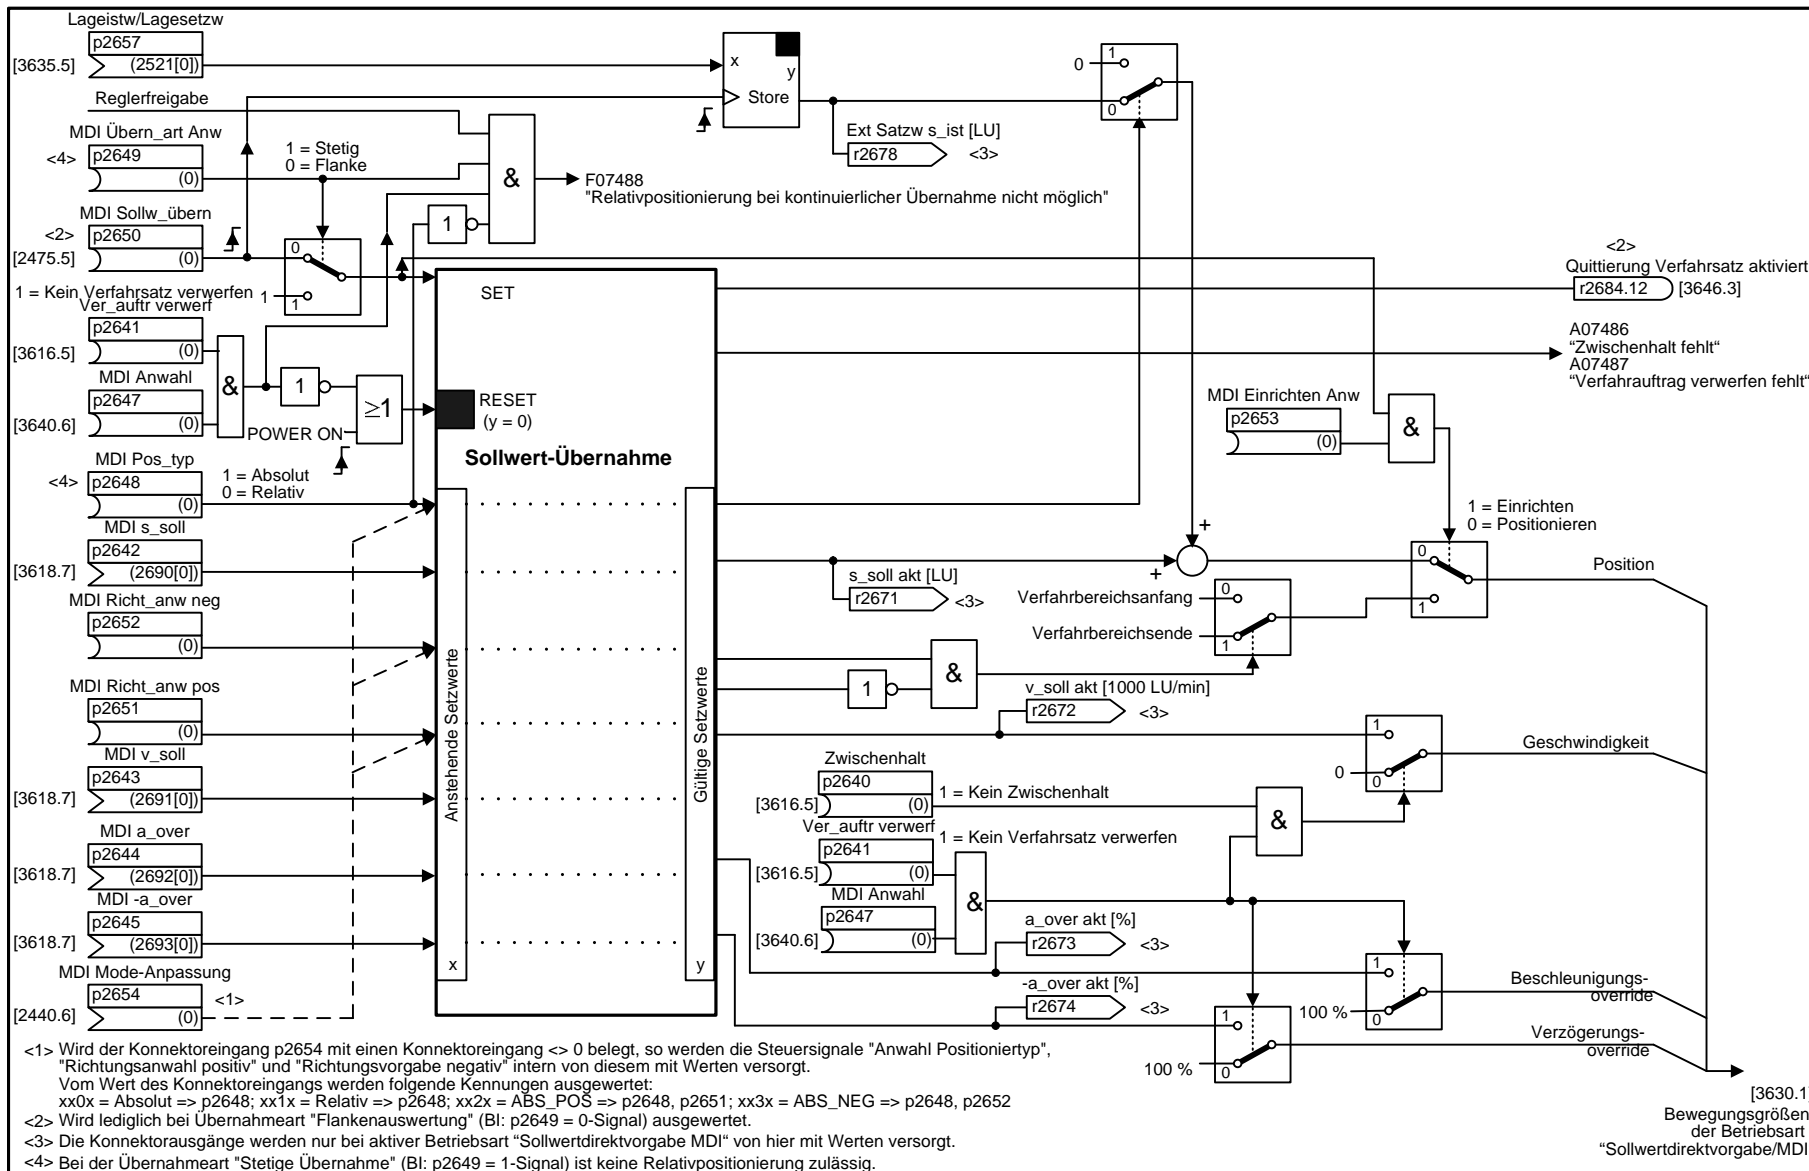 Lageistw/Lagesetzw
p2657
[3635.5]
(2521[0])
x
y
Store
0
1
0
Reglerfreigabe
MDI Übern_art Anw
<4>
p2649
(0)
1 = Stetig
0 = Flanke
&
F07488
"Relativpositionierung bei kontinuierlicher Übernahme nicht möglich"
Ext Satzw s_ist [LU]
r2678
<3>
1
MDI Sollw_übern
<2>
p2650
[2475.5]
(0)
0
1
1
1 = Kein Verfahrsatz verwerfen
Ver_auftr verwerf
p2641
[3616.5]
(0)
&
1
≥1
POWER ON
MDI Anwahl
p2647
[3640.6]
(0)
MDI Pos_typ
<4>
p2648
(0)
1 = Absolut
0 = Relativ
MDI s_soll
p2642
[3618.7]
(2690[0])
MDI Richt_anw neg
p2652
(0)
MDI Richt_anw pos
p2651
(0)
MDI v_soll
p2643
[3618.7]
(2691[0])
MDI a_over
p2644
[3618.7]
(2692[0])
MDI -a_over
p2645
[3618.7]
(2693[0])
MDI Mode-Anpassung
p2654
<1>
[2440.6]
(0)
SET
RESET
(y = 0)
Sollwert-Übernahme
Anstehende Setzwerte
x
Gültige Setzwerte
y
<2>
Quittierung Verfahrsatz aktiviert
r2684.12
[3646.3]
A07486
“Zwischenhalt fehlt“
A07487
“Verfahrauftrag verwerfen fehlt“
MDI Einrichten Anw
p2653
(0)
&
1 = Einrichten
0 = Positionieren
+
+
0
1
Position
s_soll akt [LU]
r2671
<3>
Verfahrbereichsanfang
0
Verfahrbereichsende
1
&
1
v_soll akt [1000 LU/min]
r2672
<3>
1
0
0
Geschwindigkeit
Zwischenhalt
p2640
[3616.5]
(0)
1 = Kein Zwischenhalt
&
Ver_auftr verwerf
1 = Kein Verfahrsatz verwerfen
p2641
[3616.5]
(0)
&
MDI Anwahl
p2647
[3640.6]
(0)
a_over akt [%]
r2673
<3>
1
100 %
0
Beschleunigungs-
override
-a_over akt [%]
r2674
<3>
1
100 %
0
Verzögerungs-
override
[3630.1]
Bewegungsgrößen
der Betriebsart
“Sollwertdirektvorgabe/MDI
<1> Wird der Konnektoreingang p2654 mit einen Konnektoreingang <> 0 belegt, so werden die Steuersignale "Anwahl Positioniertyp",
"Richtungsanwahl positiv" und "Richtungsvorgabe negativ" intern von diesem mit Werten versorgt.
Vom Wert des Konnektoreingangs werden folgende Kennungen ausgewertet:
xx0x = Absolut => p2648; xx1x = Relativ => p2648; xx2x = ABS_POS => p2648, p2651; xx3x = ABS_NEG => p2648, p2652
<2> Wird lediglich bei Übernahmeart "Flankenauswertung" (BI: p2649 = 0-Signal) ausgewertet.
<3> Die Konnektorausgänge werden nur bei aktiver Betriebsart “Sollwertdirektvorgabe MDI“ von hier mit Werten versorgt.
<4> Bei der Übernahmeart "Stetige Übernahme" (BI: p2649 = 1-Signal) ist keine Relativpositionierung zulässig.